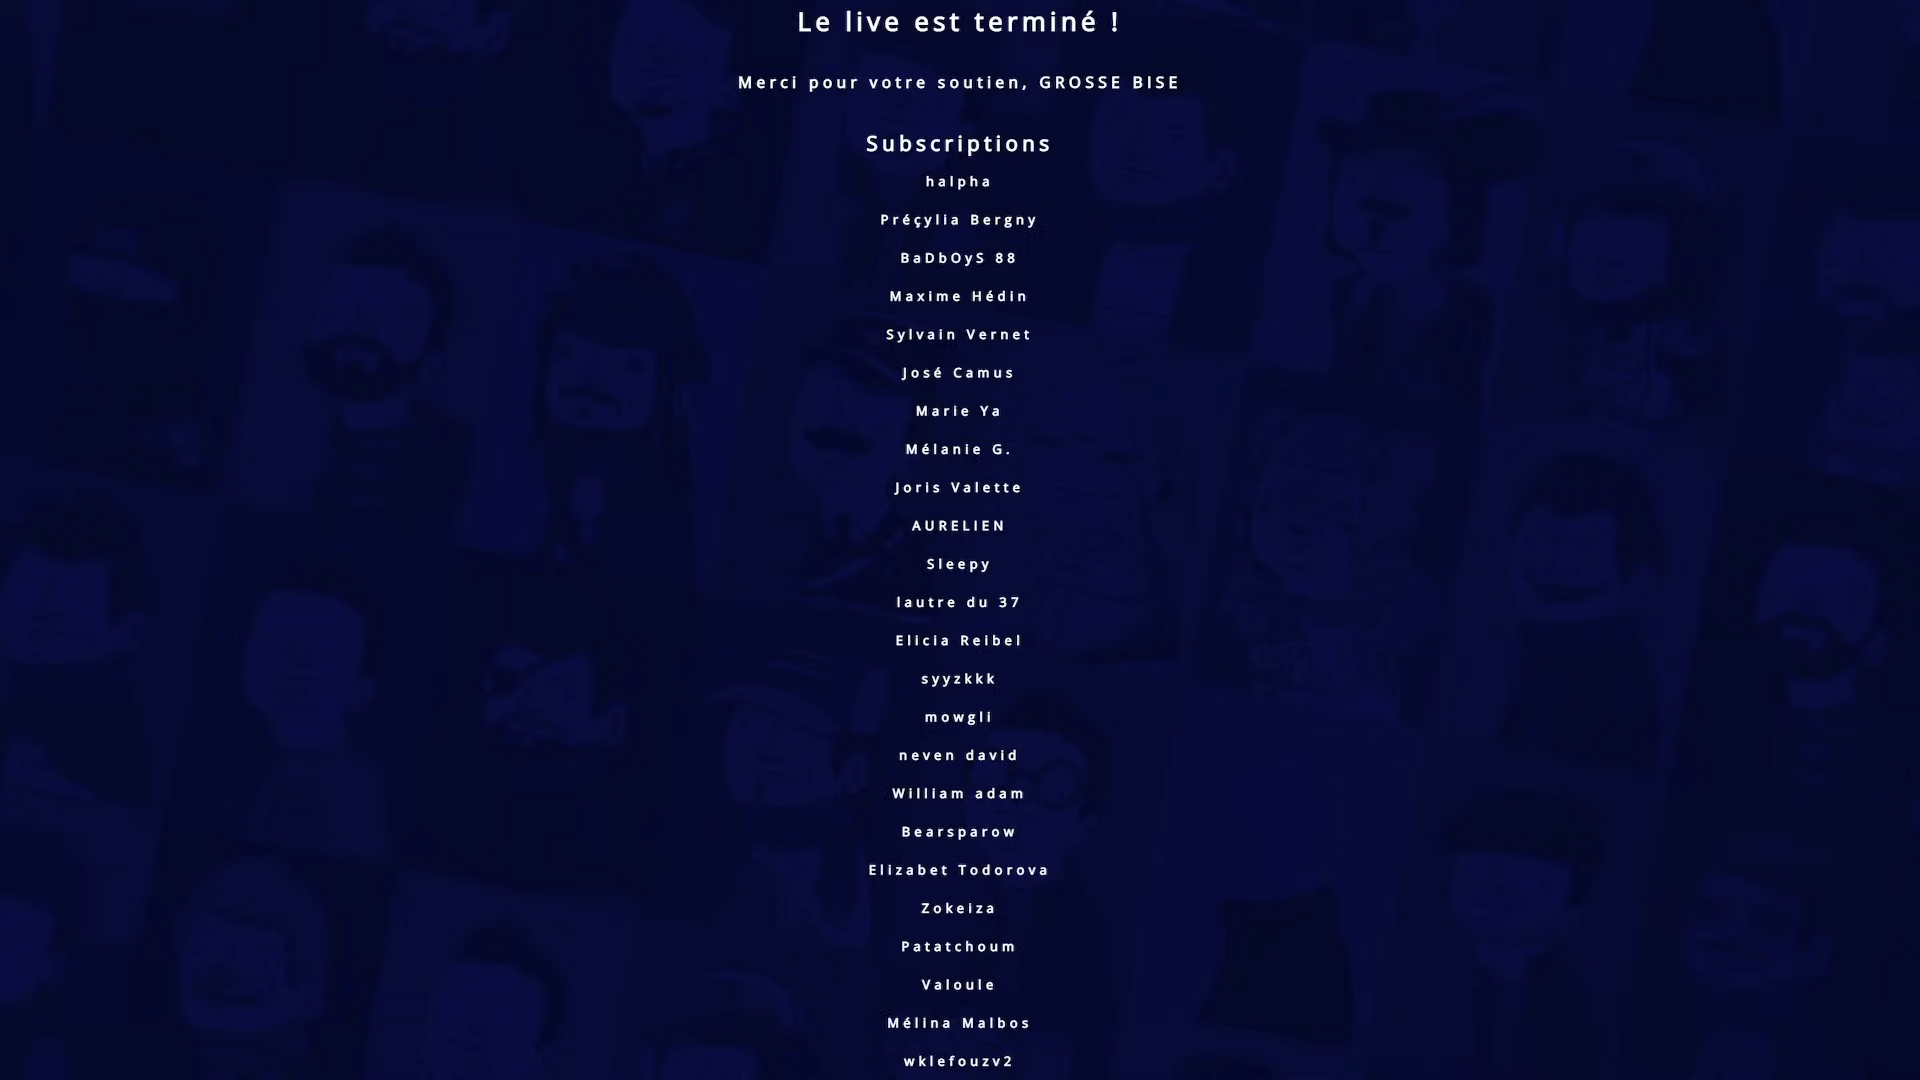 Le live est terminé !
Merci pour votre soutien, GROSSE BISE
Subscriptions
halpha
Préçylia Bergny
BaDbOyS 88
Maxime Hédin
Sylvain Vernet
José Camus
Marie Ya
Mélanie G.
Joris Valette
AURELIEN
Sleepy
lautre du 37
Elicia Reibel
syyzkkk
mowgli
neven david
William adam
Bearsparow
Elizabet Todorova
Zokeiza
Patatchoum
Valoule
Mélina Malbos
wklefouzv2